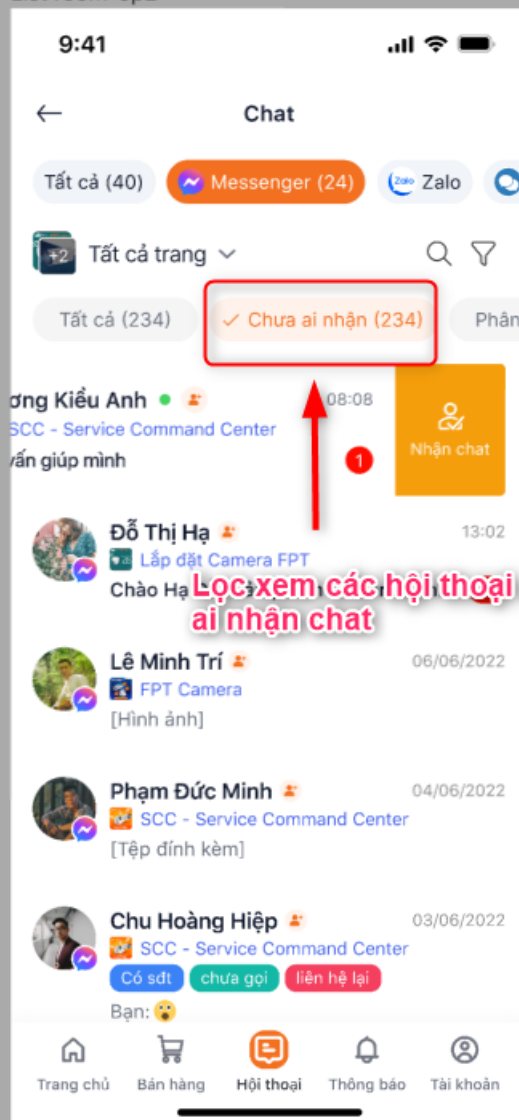 9:41
Chat
Tất cả (40)
Messenger (24)
Zalo Zalo
+2 Tất cả trang
Tất cả (234)
Chưa ai nhận (234)
Phân
ơng Kiều Anh
08:08
SCC - Service Command Center
vấn giúp mình
1
Nhận chat
Đỗ Thị Hạ
13:02
Lắp đặt Camera FPT
Chào Hạ
Lọc xem các hội thoại
ai nhận chat
Lê Minh Trí
06/06/2022
FPT Camera
[Hình ảnh]
Phạm Đức Minh
04/06/2022
SCC - Service Command Center
[Tệp đính kèm]
Chu Hoàng Hiệp
03/06/2022
SCC - Service Command Center
Có sđt chưa gọi liên hệ lại
Bạn: 😮
Trang chủ Bán hàng Hội thoại Thông báo Tài khoản